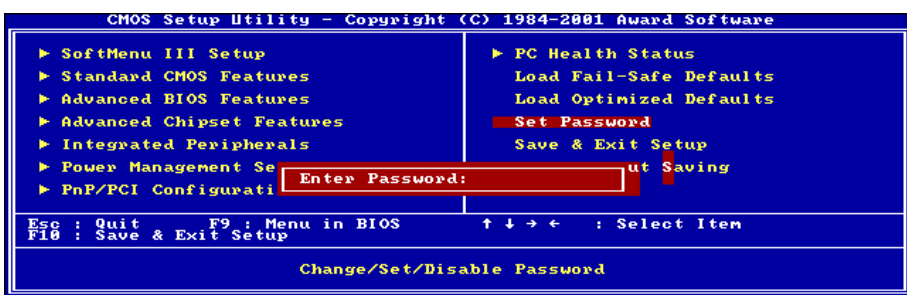 CMOS Setup Utility - Copyright (C) 1984-2001 Award Software
► SoftMenu III Setup
► Standard CMOS Features
► Advanced BIOS Features
► Advanced Chipset Features
► Integrated Peripherals
► Power Management Se
► PnP/PCI Configurati
► PC Health Status
Load Fail-Safe Defaults
Load Optimized Defaults
Set Password
Save & Exit Setup
ut Saving
Enter Password:
Esc : Quit F9 : Menu in BIOS ↑ ↓ → ← : Select Item
F10 : Save & Exit Setup
Change/Set/Disable Password